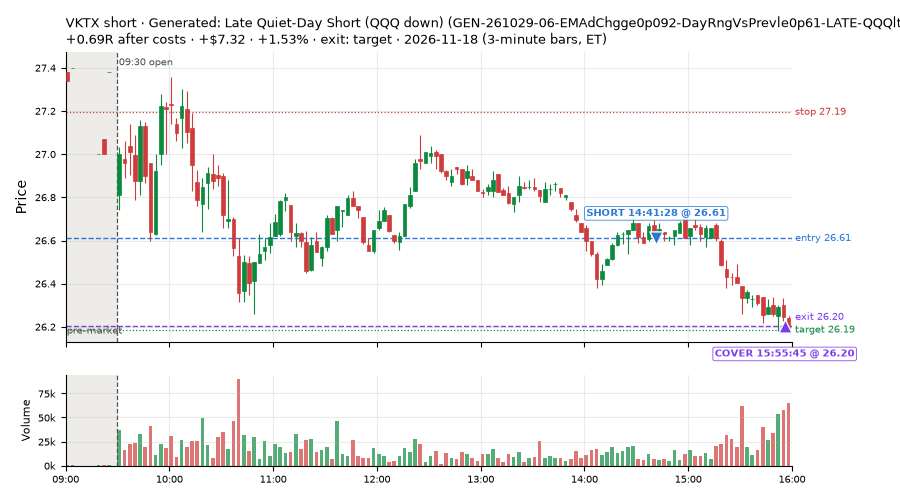 VKTX short · Generated: Late Quiet-Day Short (QQQ down) (GEN-261029-06-EMAdChgge0p092-DayRngVsPrevle0p61-LATE-QQQlt
+0.69R after costs · +$7.32 · +1.53% · exit: target · 2026-11-18 (3-minute bars, ET)
09:30 open
27.4
27.2
27.0
26.8
26.6
26.4
26.2
Price
stop 27.19
SHORT 14:41:28 @ 26.61
entry 26.61
exit 26.20
target 26.19
pre-market
COVER 15:55:45 @ 26.20
Volume
75k
50k
25k
0k
09:00
10:00
11:00
12:00
13:00
14:00
15:00
16:00